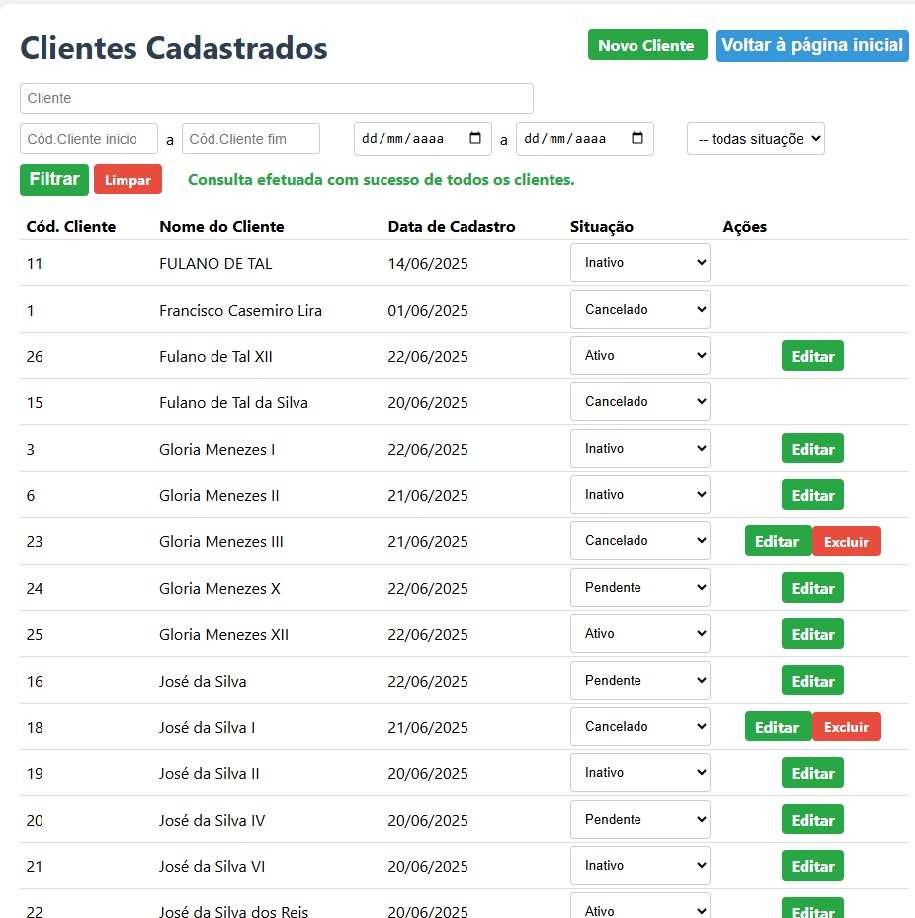 Clientes Cadastrados Novo Cliente Voltar à página inicial
Cliente
Cód.Cliente inicio a Cód.Cliente fim dd/mm/aaaa a dd/mm/aaaa -- todas situaçõe
Filtrar Limpar Consulta efetuada com sucesso de todos os clientes.
Cód. Cliente Nome do Cliente Data de Cadastro Situação Ações
11 FULANO DE TAL 14/06/2025 Inativo
1 Francisco Casemiro Lira 01/06/2025 Cancelado
26 Fulano de Tal XII 22/06/2025 Ativo Editar
15 Fulano de Tal da Silva 20/06/2025 Cancelado
3 Gloria Menezes I 22/06/2025 Inativo Editar
6 Gloria Menezes II 21/06/2025 Inativo Editar
23 Gloria Menezes III 21/06/2025 Cancelado Editar Excluir
24 Gloria Menezes X 22/06/2025 Pendente Editar
25 Gloria Menezes XII 22/06/2025 Ativo Editar
16 José da Silva 22/06/2025 Pendente Editar
18 José da Silva I 21/06/2025 Cancelado Editar Excluir
19 José da Silva II 20/06/2025 Inativo Editar
20 José da Silva IV 20/06/2025 Pendente Editar
21 José da Silva VI 20/06/2025 Inativo Editar
22 José da Silva dos Reis 20/06/2025 Ativo Editar